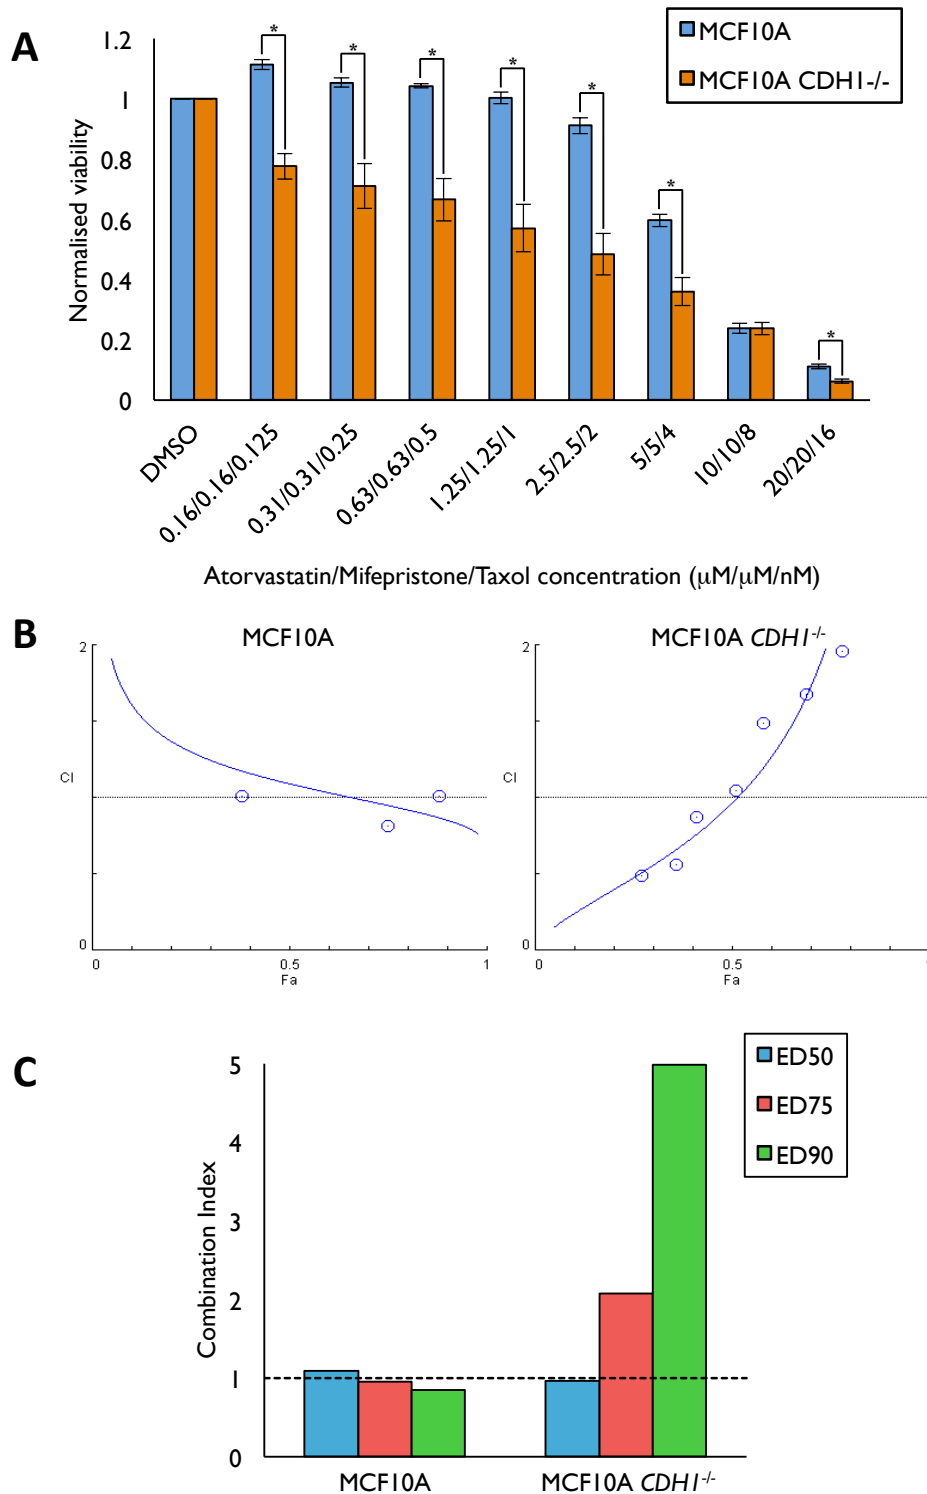 A
MCF10A
MCF10A CDH1-/-
1.2
1
0.8
0.6
0.4
0.2
0
Normalised viability
* * * * * * *
DMSO
0.16/0.16/0.125
0.31/0.31/0.25
0.63/0.63/0.5
1.25/1.25/1
2.5/2.5/2
5/5/4
10/10/8
20/20/16
Atorvastatin/Mifepristone/Taxol concentration (μM/μM/nM)
B
MCF10A
2
CI
0
0 0.5 1
Fa
MCF10A CDH1-/-
2
CI
0
0 0.5 1
Fa
C
ED50
ED75
ED90
5
4
3
2
1
0
Combination Index
MCF10A
MCF10A CDH1-/-